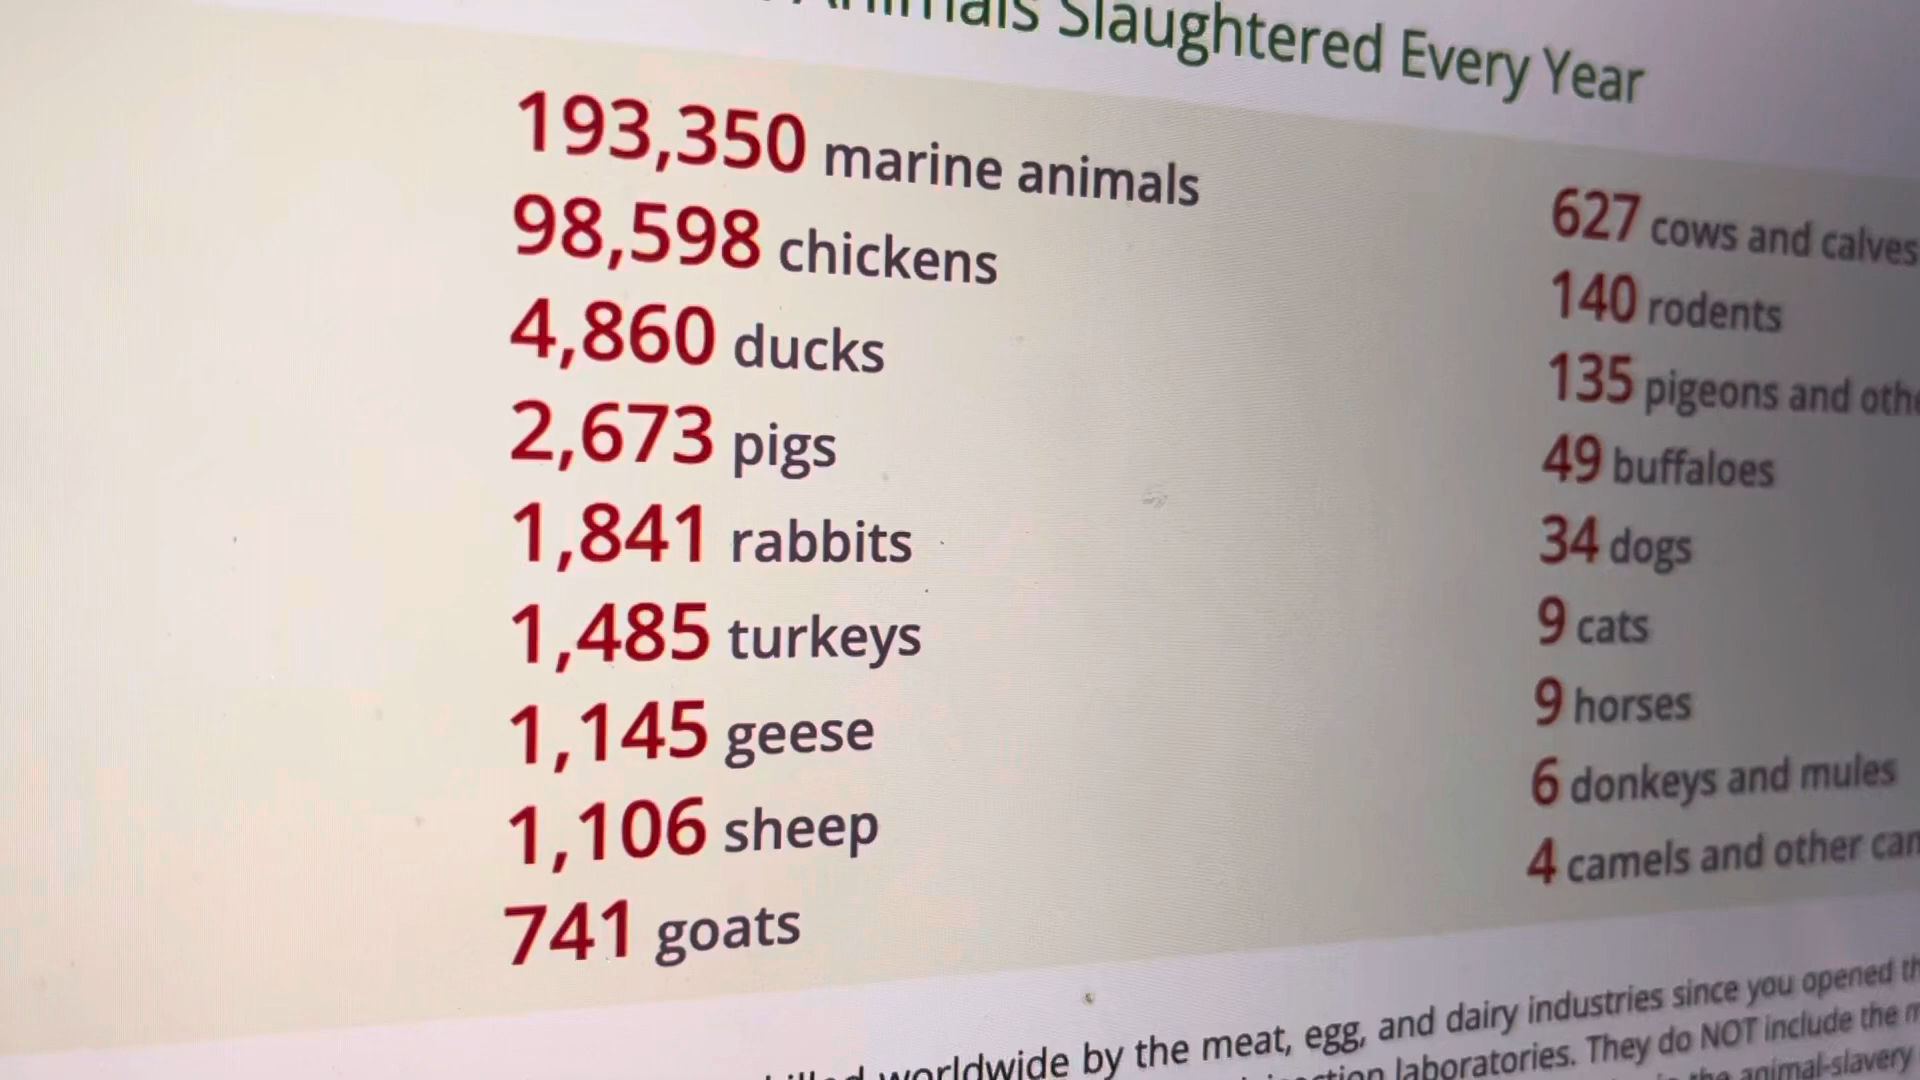 Animals Slaughtered Every Year
193,350 marine animals
98,598 chickens
4,860 ducks
2,673 pigs
1,841 rabbits
1,485 turkeys
1,145 geese
1,106 sheep
741 goats
627 cows and calves
140 rodents
135 pigeons and
49 buffaloes
34 dogs
9 cats
9 horses
6 donkeys and mules
4 camels and other
worldwide by the meat, egg, and dairy industries since you opened
laboratories. They do NOT include the
animal-slavery